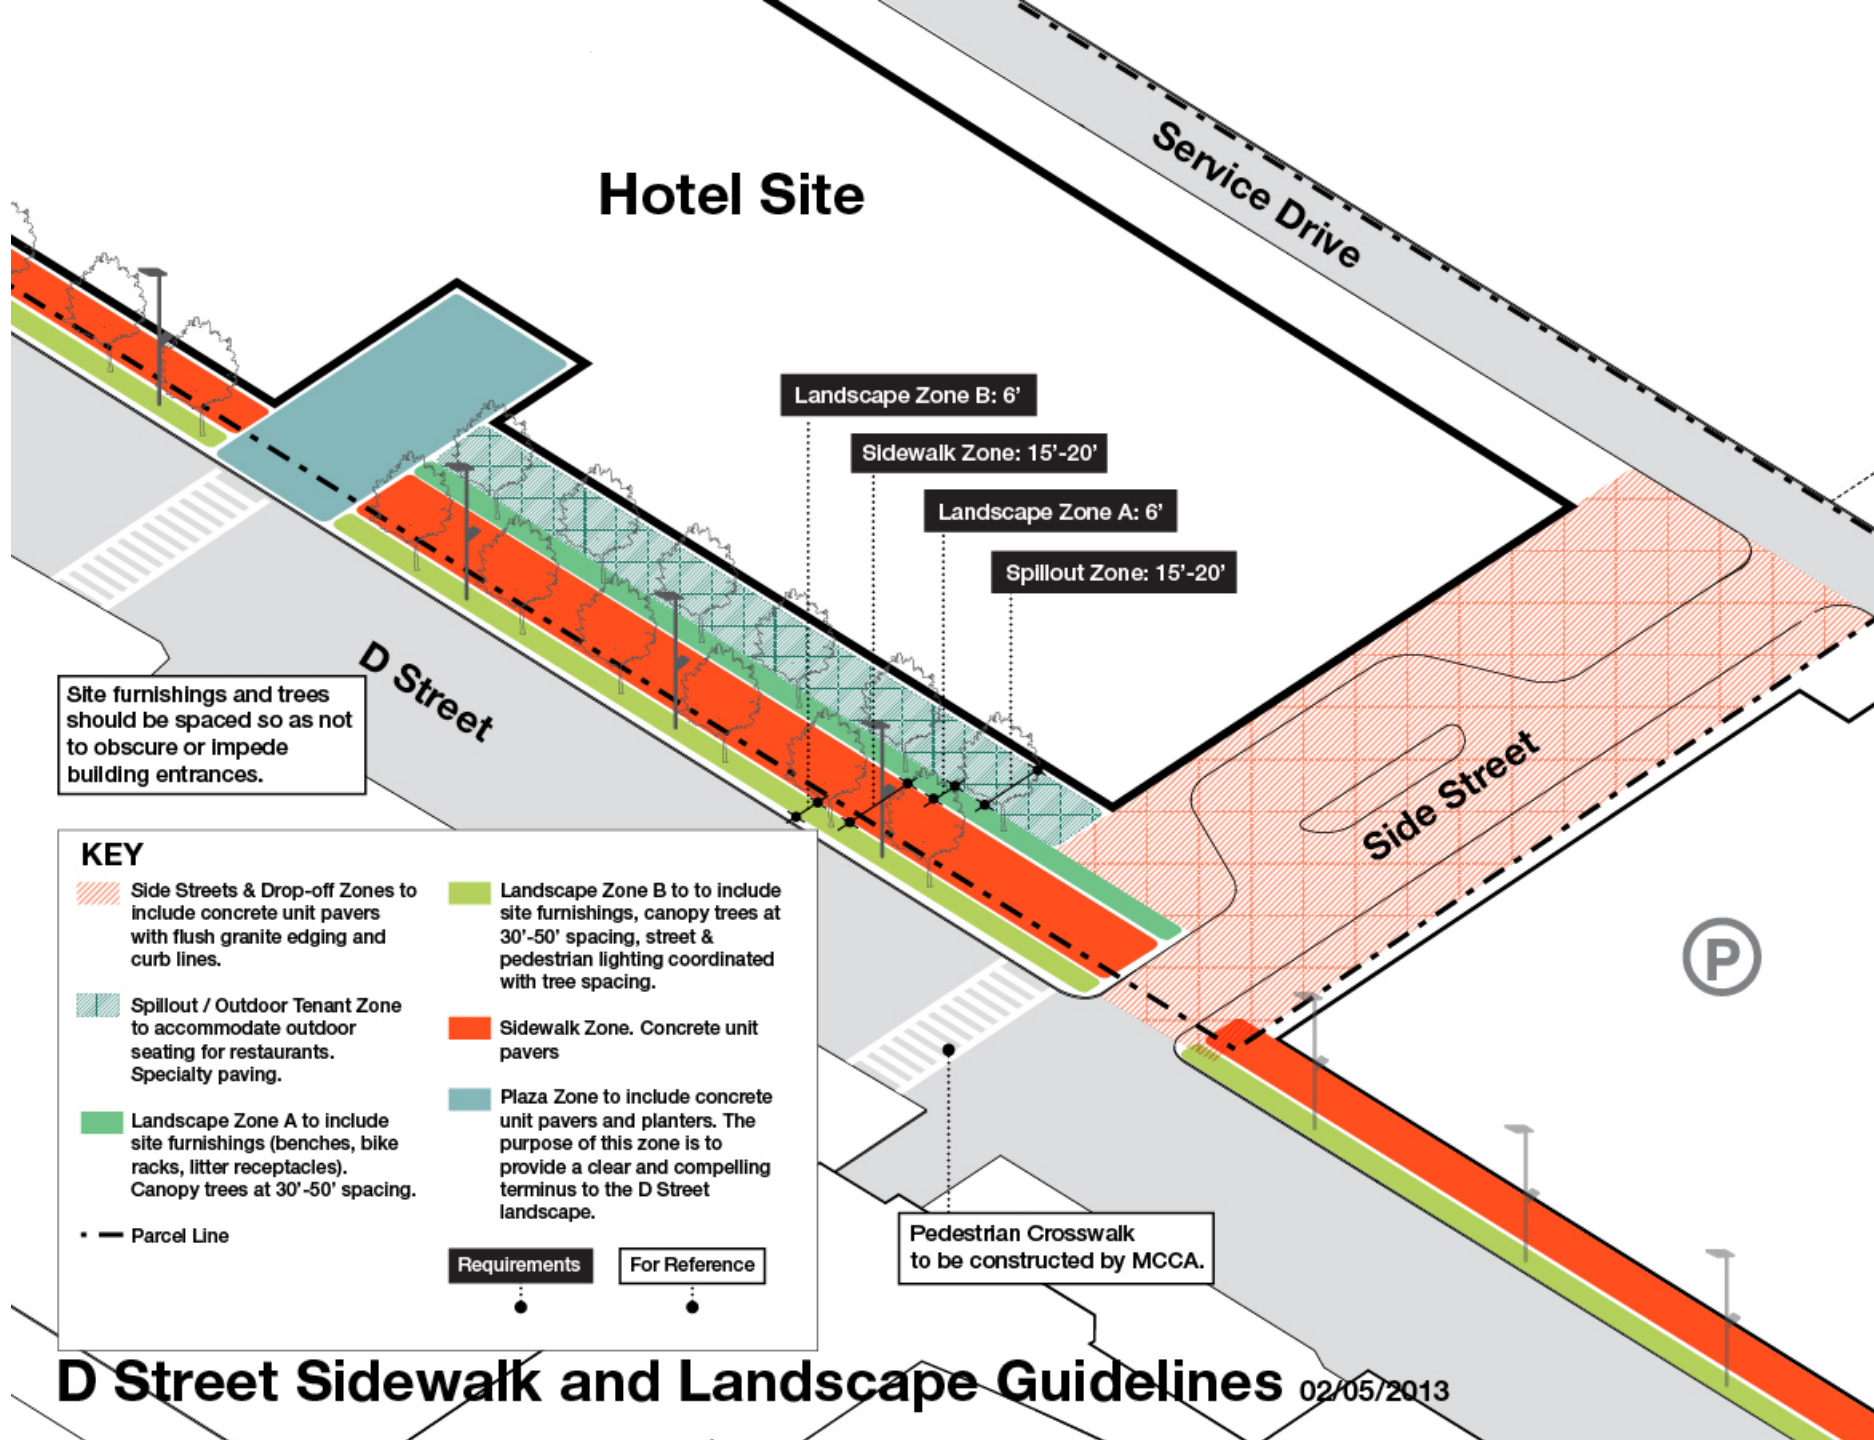 Service Drive
Hotel Site
Landscape Zone B: 6’
Sidewalk Zone: 15’-20’
Landscape Zone A: 6’
Spillout Zone: 15’-20’
D Street
Side Street
Site furnishings and trees
should be spaced so as not
to obscure or impede
building entrances.
P
KEY
Side Streets & Drop-off Zones to
include concrete unit pavers
with flush granite edging and
curb lines.
Spillout / Outdoor Tenant Zone
to accommodate outdoor
seating for restaurants.
Specialty paving.
Landscape Zone A to include
site furnishings (benches, bike
racks, litter receptacles).
Canopy trees at 30’-50’ spacing.
Parcel Line
Landscape Zone B to to include
site furnishings, canopy trees at
30’-50’ spacing, street &
pedestrian lighting coordinated
with tree spacing.
Sidewalk Zone. Concrete unit
pavers
Plaza Zone to include concrete
unit pavers and planters. The
purpose of this zone is to
provide a clear and compelling
terminus to the D Street
landscape.
Requirements
For Reference
Pedestrian Crosswalk
to be constructed by MCCA.
D Street Sidewalk and Landscape Guidelines 02/05/2013